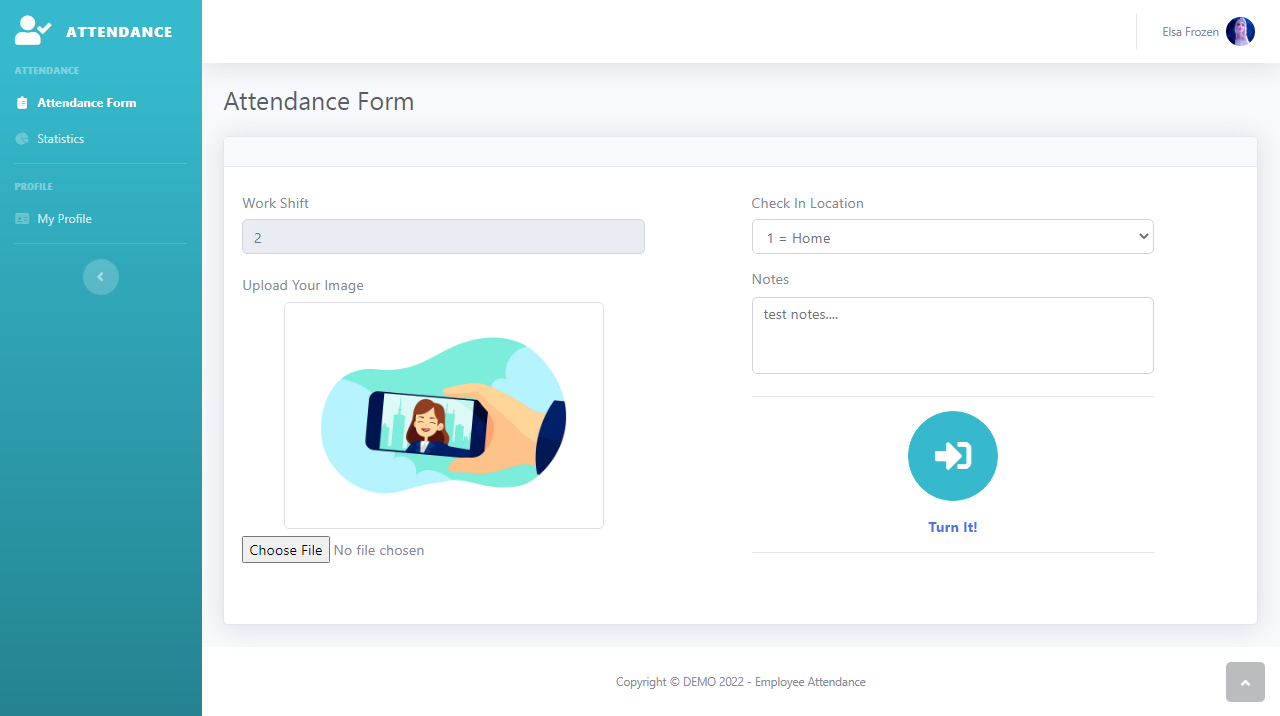 ATTENDANCE
ATTENDANCE
Attendance Form
Statistics
PROFILE
My Profile
Elsa Frozen
Attendance Form
Work Shift
2
Upload Your Image
Choose File No file chosen
Check In Location
1 = Home
Notes
test notes....
Turn It!
Copyright © DEMO 2022 - Employee Attendance